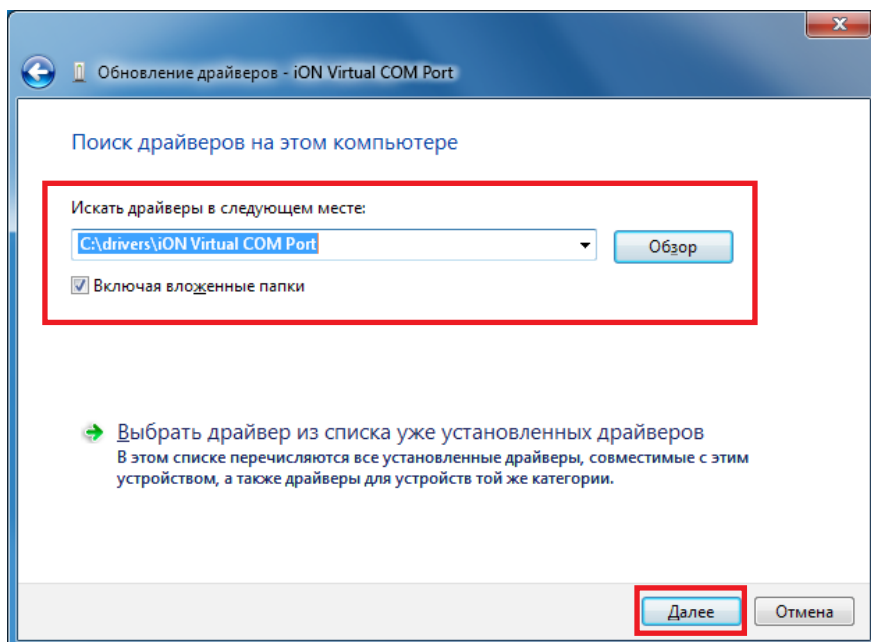 Обновление драйверов - iON Virtual COM Port
Поиск драйверов на этом компьютере
Искать драйверы в следующем месте:
C:\drivers\iON Virtual COM Port
Обзор
Включая вложенные папки
Выбрать драйвер из списка уже установленных драйверов
В этом списке перечисляются все установленные драйверы, совместимые с этим
устройством, а также драйверы для устройств той же категории.
Далее
Отмена